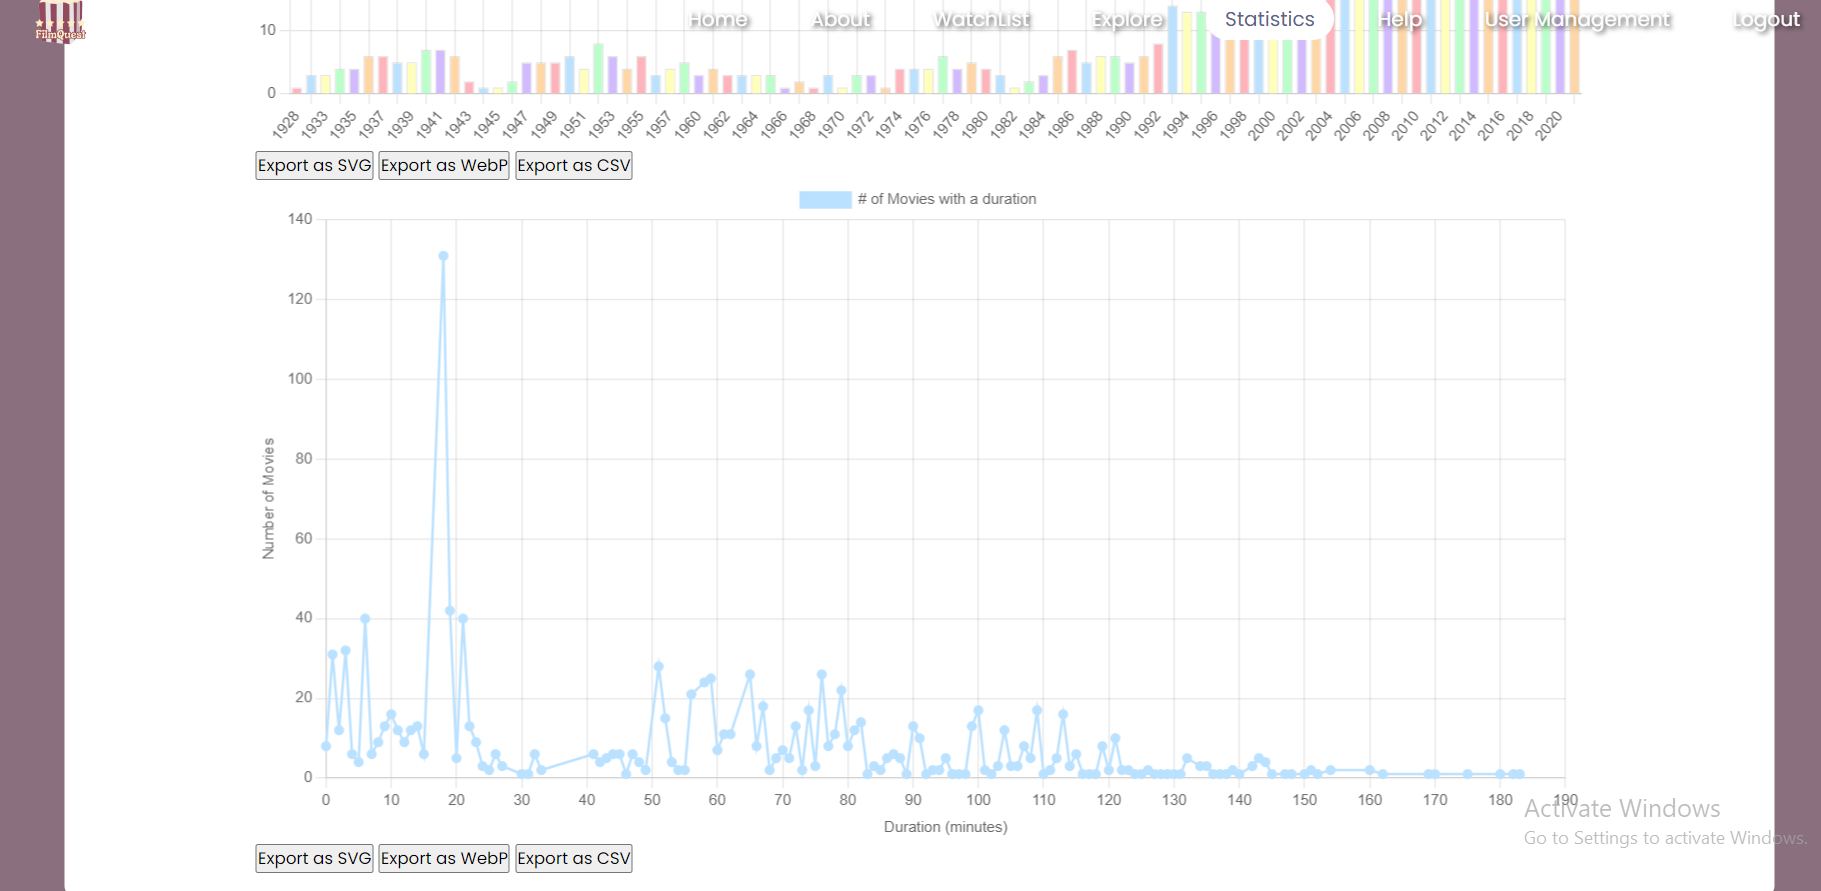 FilmQuest
Home About WatchList Explore Statistics Help User Management Logout
10
0
1928 1933 1935 1937 1939 1941 1943 1945 1947 1949 1951 1953 1955 1957 1960 1962 1964 1966 1968 1970 1972 1974 1976 1978 1980 1982 1984 1986 1988 1990 1992 1994 1996 1998 2000 2002 2004 2006 2008 2010 2012 2014 2016 2018 2020
Export as SVG Export as WebP Export as CSV
# of Movies with a duration
140
120
100
80
60
40
20
0
Number of Movies
0 10 20 30 40 50 60 70 80 90 100 110 120 130 140 150 160 170 180 190
Duration (minutes)
Activate Windows
Go to Settings to activate Windows.
Export as SVG Export as WebP Export as CSV